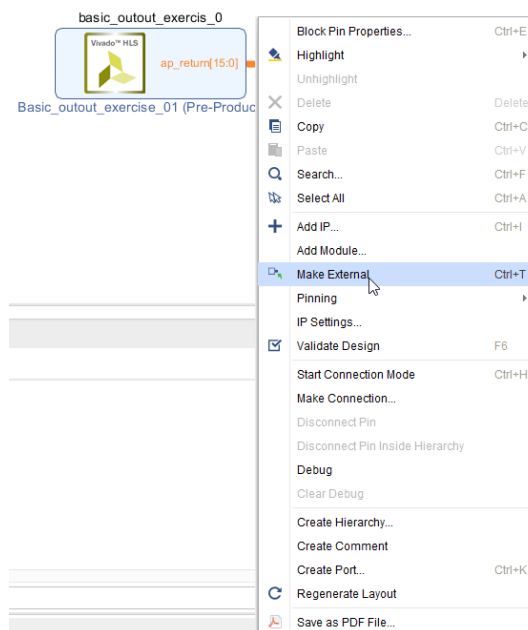 basic_outout_exercis_0
Vivado™ HLS
ap_return[15:0]
Basic_outout_exercise_01 (Pre-Produc
Block Pin Properties... Ctrl+E
Highlight
Unhighlight
Delete Delete
Copy Ctrl+C
Paste Ctrl+V
Search... Ctrl+F
Select All Ctrl+A
Add IP... Ctrl+I
Add Module...
Make External Ctrl+T
Pinning
IP Settings...
Validate Design F6
Start Connection Mode Ctrl+H
Make Connection...
Disconnect Pin
Disconnect Pin Inside Hierarchy
Debug
Clear Debug
Create Hierarchy...
Create Comment
Create Port... Ctrl+K
Regenerate Layout
Save as PDF File...